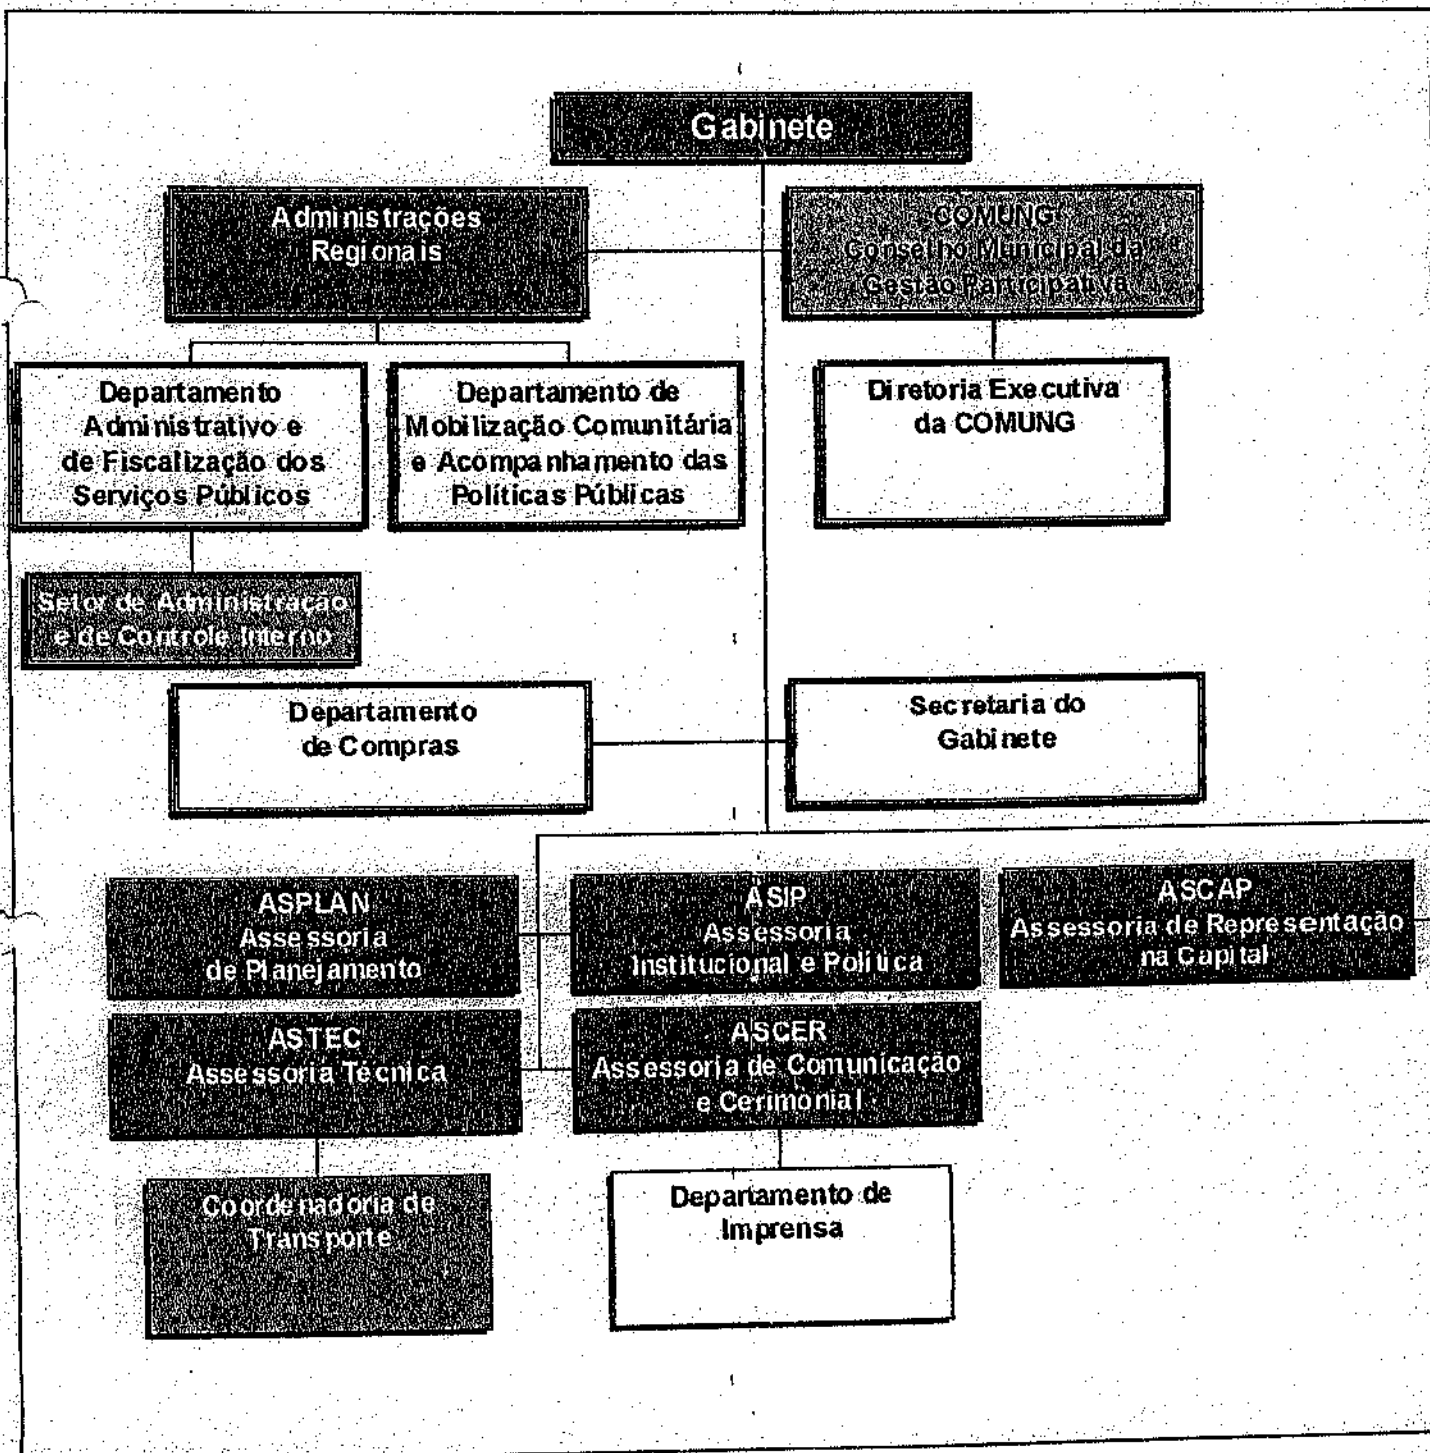 Gabinete
Administrações
Regionais
COMUNG
Conselho Municipal da
Gestão Participativa
Departamento
Administrativo e
de Fiscalização dos
Serviços Públicos
Departamento de
Mobilização Comunitária
e Acompanhamento das
Políticas Públicas
Diretoria Executiva
da COMUNG
Setor de Administração
e de Controle Interno
Departamento
de Compras
Secretaria do
Gabinete
ASPLAN
Assessoria
de Planejamento
ASIP
Assessoria
Institucional e Política
ASCAP
Assessoria de Representação
na Capital
ASTEC
Assessoria Técnica
ASCER
Assessoria de Comunicação
e Cerimonial
Coordenadoria de
Transporte
Departamento de
Imprensa